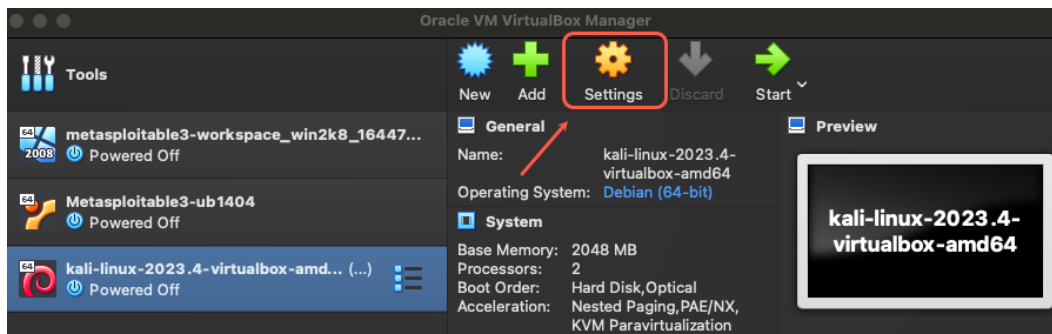 Oracle VM VirtualBox Manager
Tools
64
2008
metasploitable3-workspace_win2k8_16447...
Powered Off
64
Metasploitable3-ub1404
Powered Off
64
kali-linux-2023.4-virtualbox-amd... (...)
Powered Off
New
Add
Settings
Discard
Start
General
Name: kali-linux-2023.4-
virtualbox-amd64
Operating System: Debian (64-bit)
System
Base Memory: 2048 MB
Processors: 2
Boot Order: Hard Disk,Optical
Acceleration: Nested Paging,PAE/NX,
KVM Paravirtualization
Preview
kali-linux-2023.4-
virtualbox-amd64